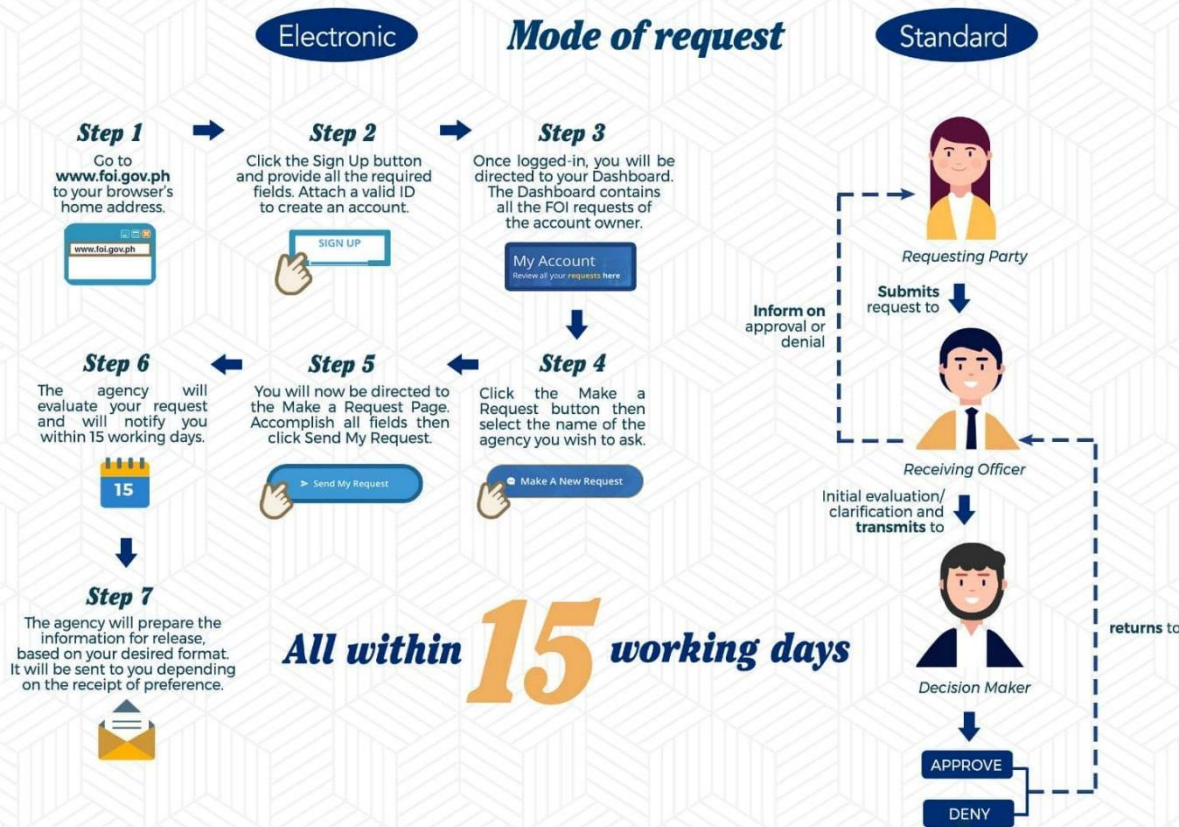 Electronic
Mode of request
Standard
Step 1
Go to
www.foi.gov.ph
to your browser's
home address.
www.foi.gov.ph
Step 2
Click the Sign Up button
and provide all the required
fields. Attach a valid ID
to create an account.
SIGN UP
Step 3
Once logged-in, you will be
directed to your Dashboard.
The Dashboard contains
all the FOI requests of
the account owner.
My Account
Review all your requests here
Step 4
Click the Make a
Request button then
select the name of the
agency you wish to ask.
Make A New Request
Step 5
You will now be directed to
the Make a Request Page.
Accomplish all fields then
click Send My Request.
Send My Request
Step 6
The agency will
evaluate your request
and will notify you
within 15 working days.
15
Step 7
The agency will prepare the
information for release,
based on your desired format.
It will be sent to you depending
on the receipt of preference.
All within 15 working days
Requesting Party
Submits
request to
Inform on
approval or
denial
Receiving Officer
Initial evaluation/
clarification and
transmits to
Decision Maker
returns to
APPROVE
DENY